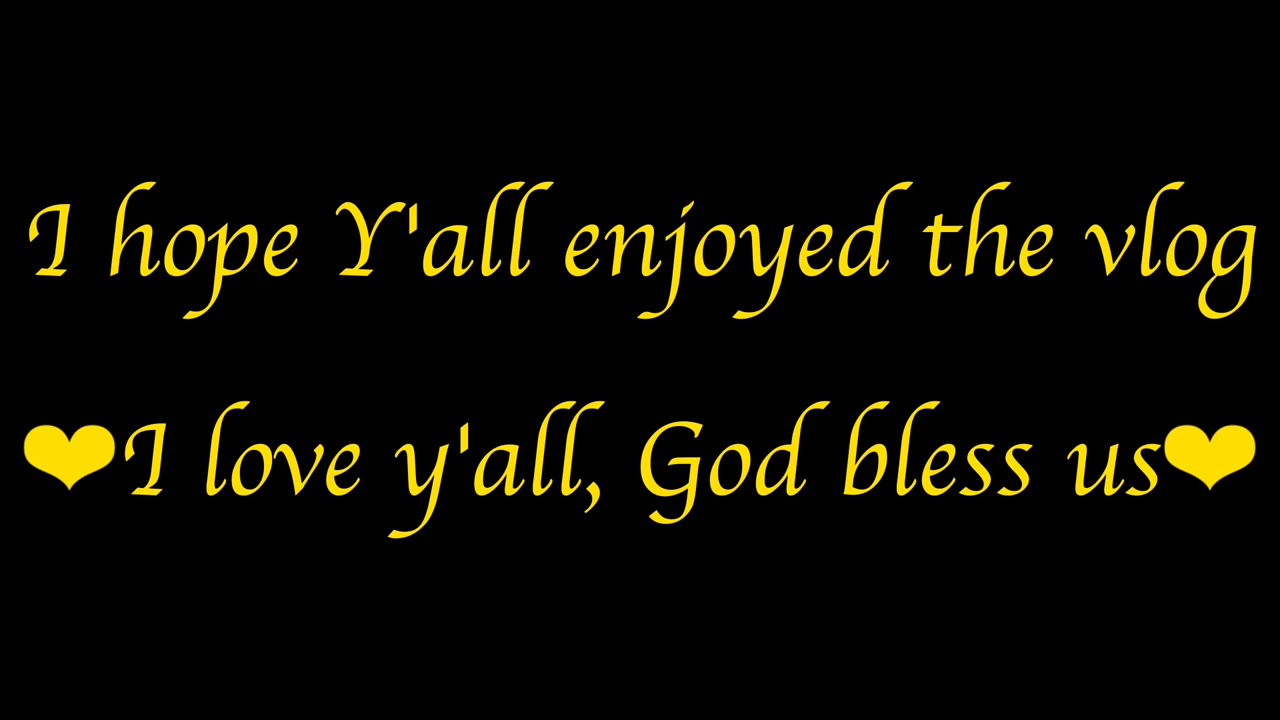 I hope Y'all enjoyed the vlog
❤I love y'all, God bless us❤